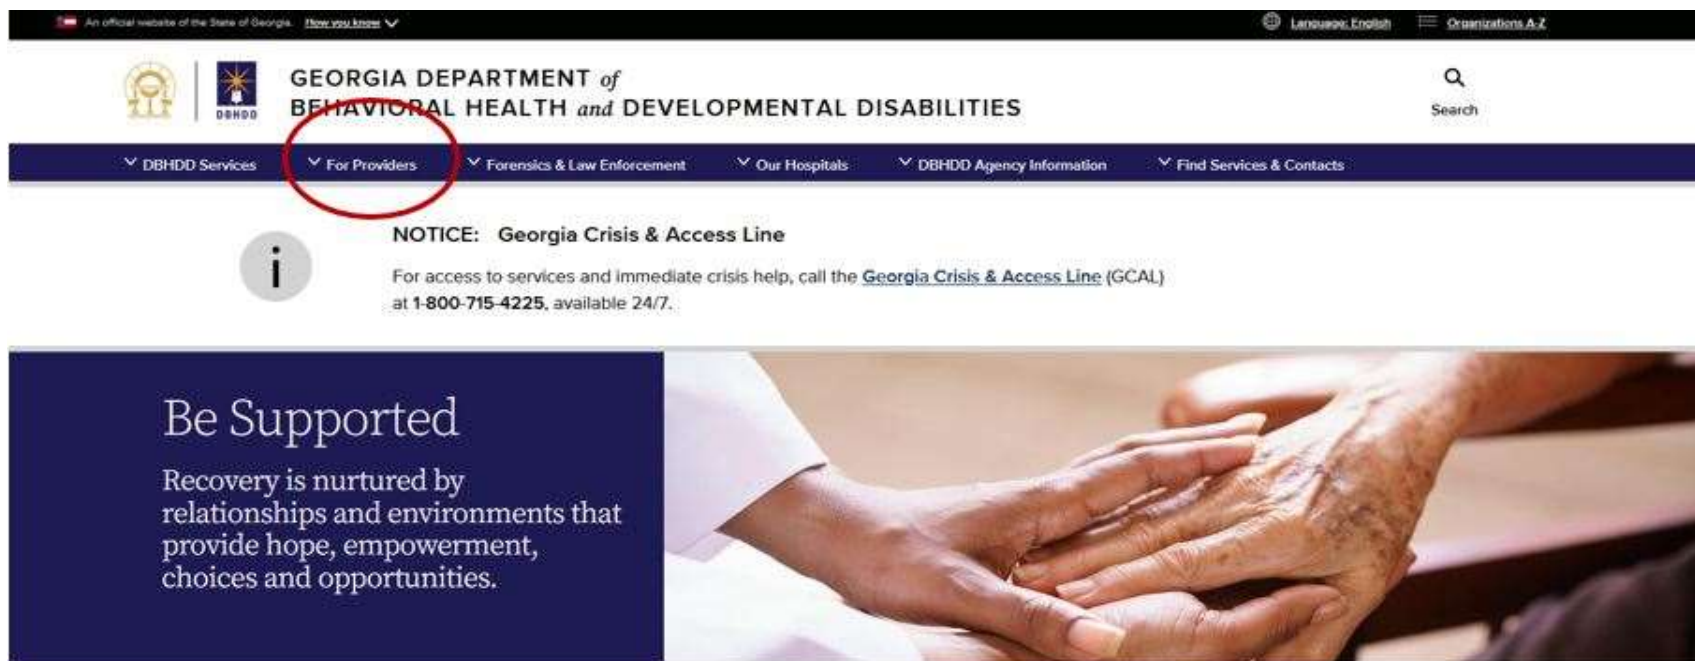 An official website of the State of Georgia. How you know
Language: English
Organizations A-Z
GEORGIA DEPARTMENT of
BEHAVIORAL HEALTH and DEVELOPMENTAL DISABILITIES
DBHDD
Search
DBHDD Services
For Providers
Forensics & Law Enforcement
Our Hospitals
DBHDD Agency Information
Find Services & Contacts
i
NOTICE: Georgia Crisis & Access Line
For access to services and immediate crisis help, call the Georgia Crisis & Access Line (GCAL)
at 1-800-715-4225, available 24/7.
Be Supported
Recovery is nurtured by
relationships and environments that
provide hope, empowerment,
choices and opportunities.